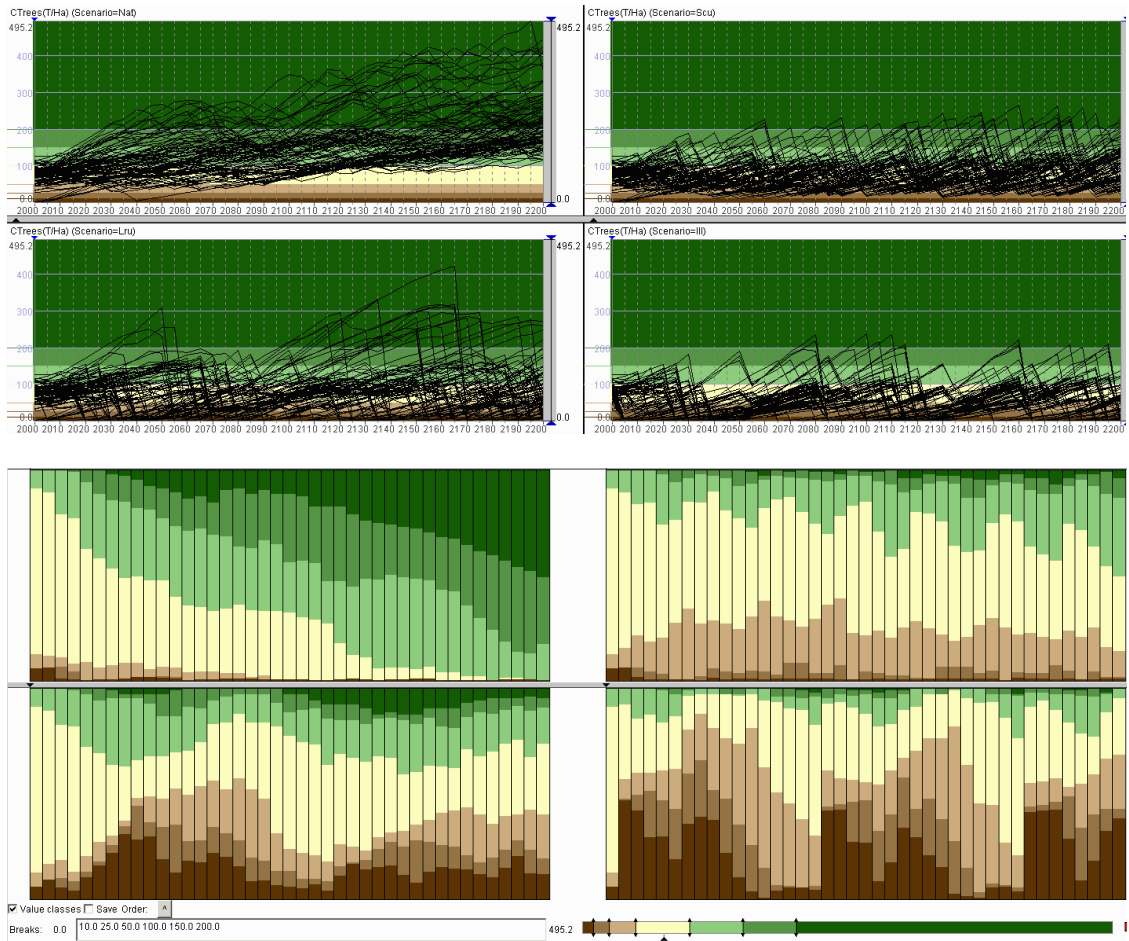 CTrees(T/Ha) (Scenario=Nat)
495.2
400
300
200
100
0.0
495.2
0.0
2000 2010 2020 2030 2040 2050 2060 2070 2080 2090 2100 2110 2120 2130 2140 2150 2160 2170 2180 2190 2200
CTrees(T/Ha) (Scenario=Scu)
495.2
400
300
200
100
0.0
2000 2010 2020 2030 2040 2050 2060 2070 2080 2090 2100 2110 2120 2130 2140 2150 2160 2170 2180 2190 2200
CTrees(T/Ha) (Scenario=Lru)
495.2
400
300
200
100
0.0
495.2
0.0
2000 2010 2020 2030 2040 2050 2060 2070 2080 2090 2100 2110 2120 2130 2140 2150 2160 2170 2180 2190 2200
CTrees(T/Ha) (Scenario=Ill)
495.2
400
300
200
100
0.0
2000 2010 2020 2030 2040 2050 2060 2070 2080 2090 2100 2110 2120 2130 2140 2150 2160 2170 2180 2190 2200
Value classes Save Order: ^
Breaks: 0.0 10.0 25.0 50.0 100.0 150.0 200.0 495.2